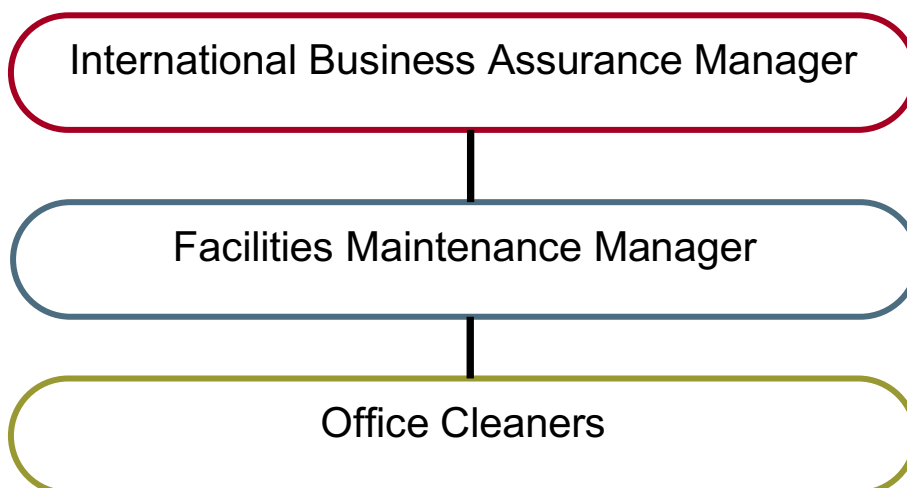 International Business Assurance Manager
Facilities Maintenance Manager
Office Cleaners